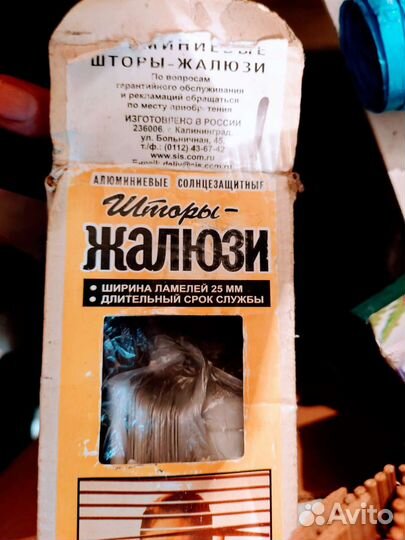 ШТОРЫ-ЖАЛЮЗИ
По вопросам
гарантийного обслуживания
и рекламаций обращаться
по месту приобретения
ИЗГОТОВЛЕНО В РОССИИ
236006, г. Калининград,
ул. Больничная, 45,
т./ф.: (0112) 43-67-42
www.sis.com.ru
АЛЮМИНИЕВЫЕ СОЛНЦЕЗАЩИТНЫЕ
Шторы-
ЖАЛЮЗИ
• ШИРИНА ЛАМЕЛЕЙ 25 ММ
• ДЛИТЕЛЬНЫЙ СРОК СЛУЖБЫ
Avito